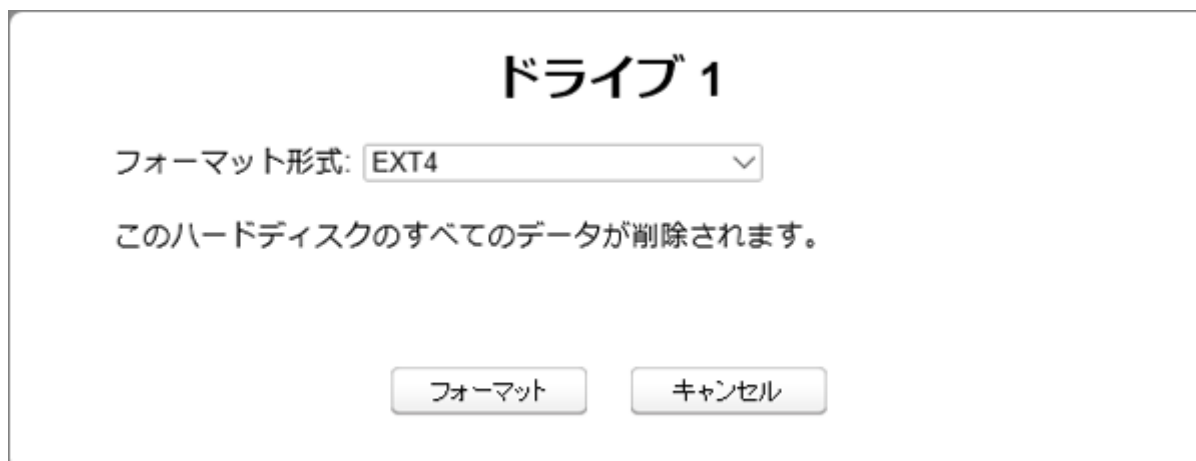 ドライブ 1
フォーマット形式: EXT4
このハードディスクのすべてのデータが削除されます。
フォーマット キャンセル